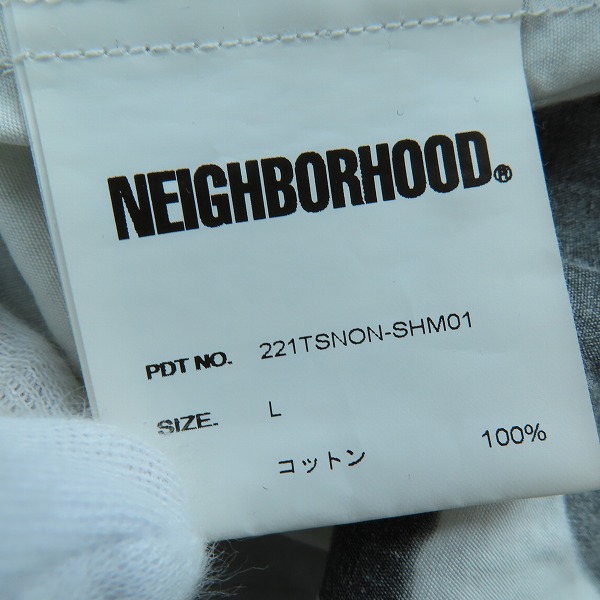 NEIGHBORHOOD®
PDT NO. 221TSNON-SHM01
SIZE. L
コットン 100%